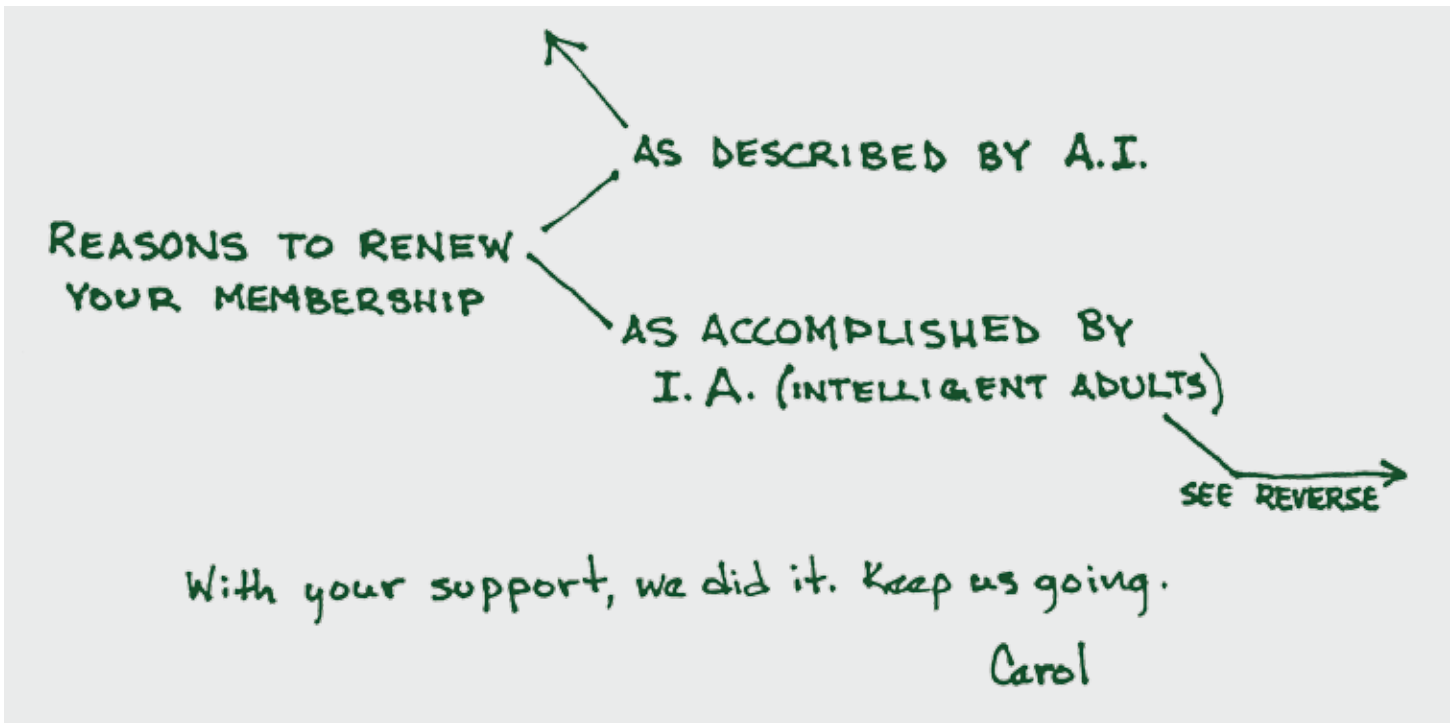 AS DESCRIBED BY A.I.
REASONS TO RENEW
YOUR MEMBERSHIP
AS ACCOMPLISHED BY
I.A. (INTELLIGENT ADULTS)
SEE REVERSE
With your support, we did it. Keep us going.
Carol